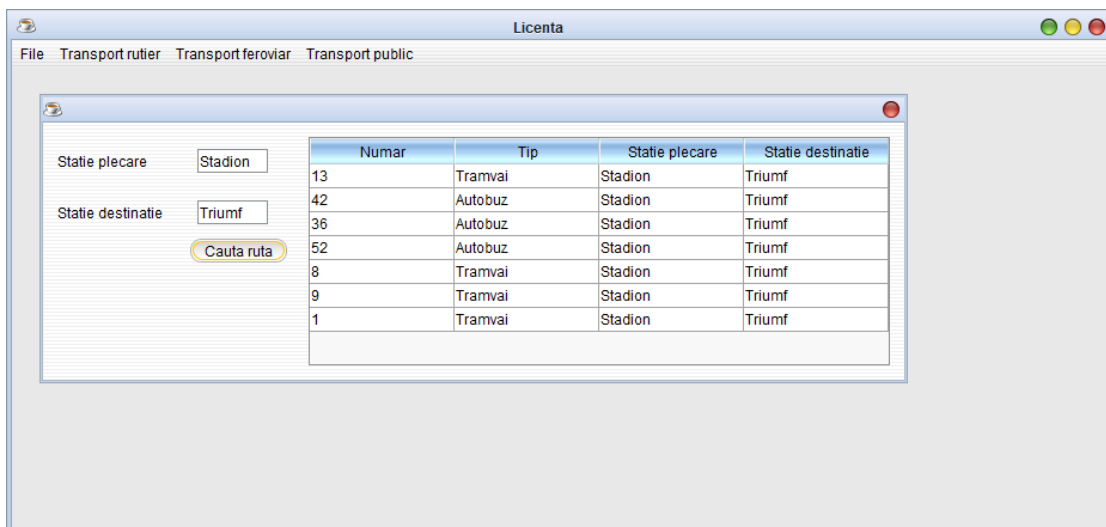 Licenta
File Transport rutier Transport feroviar Transport public
Statie plecare Stadion
Statie destinatie Triumf
Cauta ruta
Numar Tip Statie plecare Statie destinatie
13 Tramvai Stadion Triumf
42 Autobuz Stadion Triumf
36 Autobuz Stadion Triumf
52 Autobuz Stadion Triumf
8 Tramvai Stadion Triumf
9 Tramvai Stadion Triumf
1 Tramvai Stadion Triumf